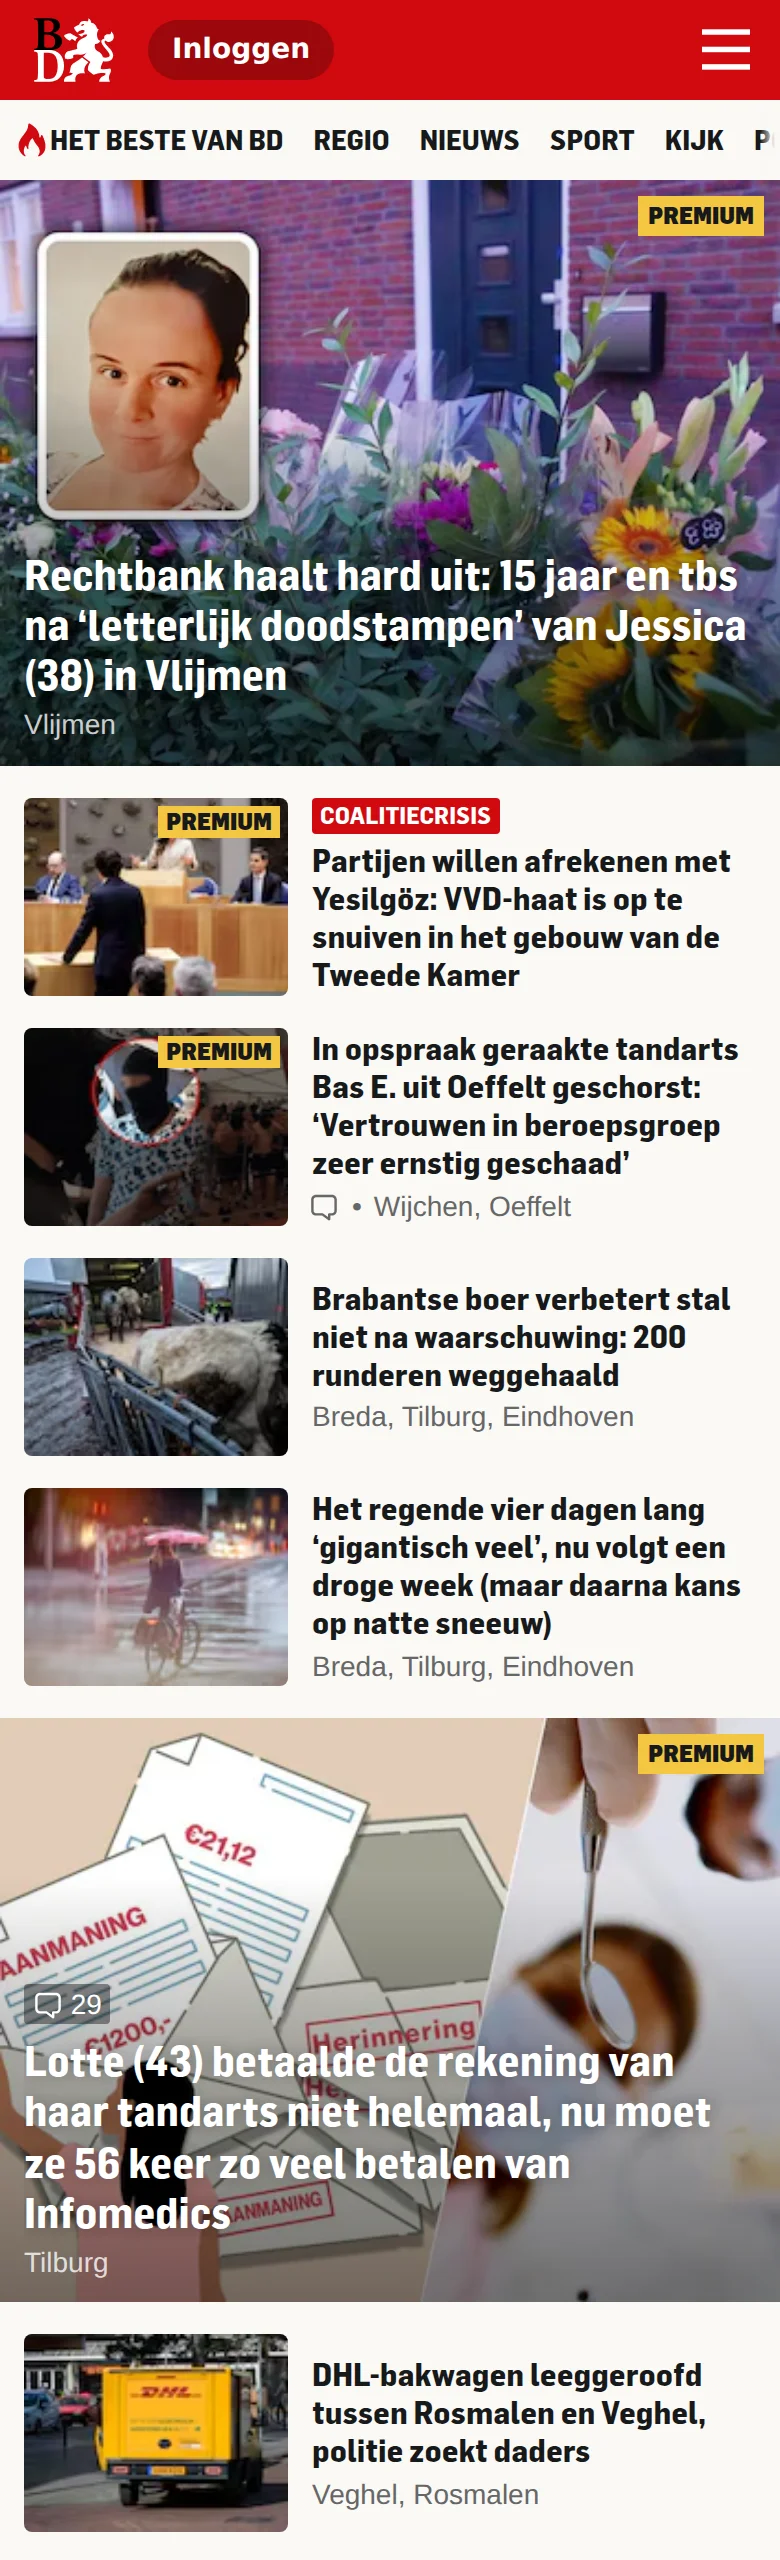 B
D
Inloggen
HET BESTE VAN BD REGIO NIEUWS SPORT KIJK
PREMIUM
Rechtbank haalt hard uit: 15 jaar en tbs
na ‘letterlijk doodstampen’ van Jessica
(38) in Vlijmen
Vlijmen
PREMIUM
COALITIECRISIS
Partijen willen afrekenen met
Yesilgöz: VVD-haat is op te
snuiven in het gebouw van de
Tweede Kamer
PREMIUM
In opspraak geraakte tandarts
Bas E. uit Oeffelt geschorst:
‘Vertrouwen in beroepsgroep
zeer ernstig geschaad’
• Wijchen, Oeffelt
Brabantse boer verbetert stal
niet na waarschuwing: 200
runderen weggehaald
Breda, Tilburg, Eindhoven
Het regende vier dagen lang
‘gigantisch veel’, nu volgt een
droge week (maar daarna kans
op natte sneeuw)
Breda, Tilburg, Eindhoven
PREMIUM
€21,12
AANMANING
€1200,-
Herinnering
29
Lotte (43) betaalde de rekening van
haar tandarts niet helemaal, nu moet
ze 56 keer zo veel betalen van
Infomedics
AANMANING
Tilburg
DHL
DHL-bakwagen leeggeroofd
tussen Rosmalen en Veghel,
politie zoekt daders
Veghel, Rosmalen